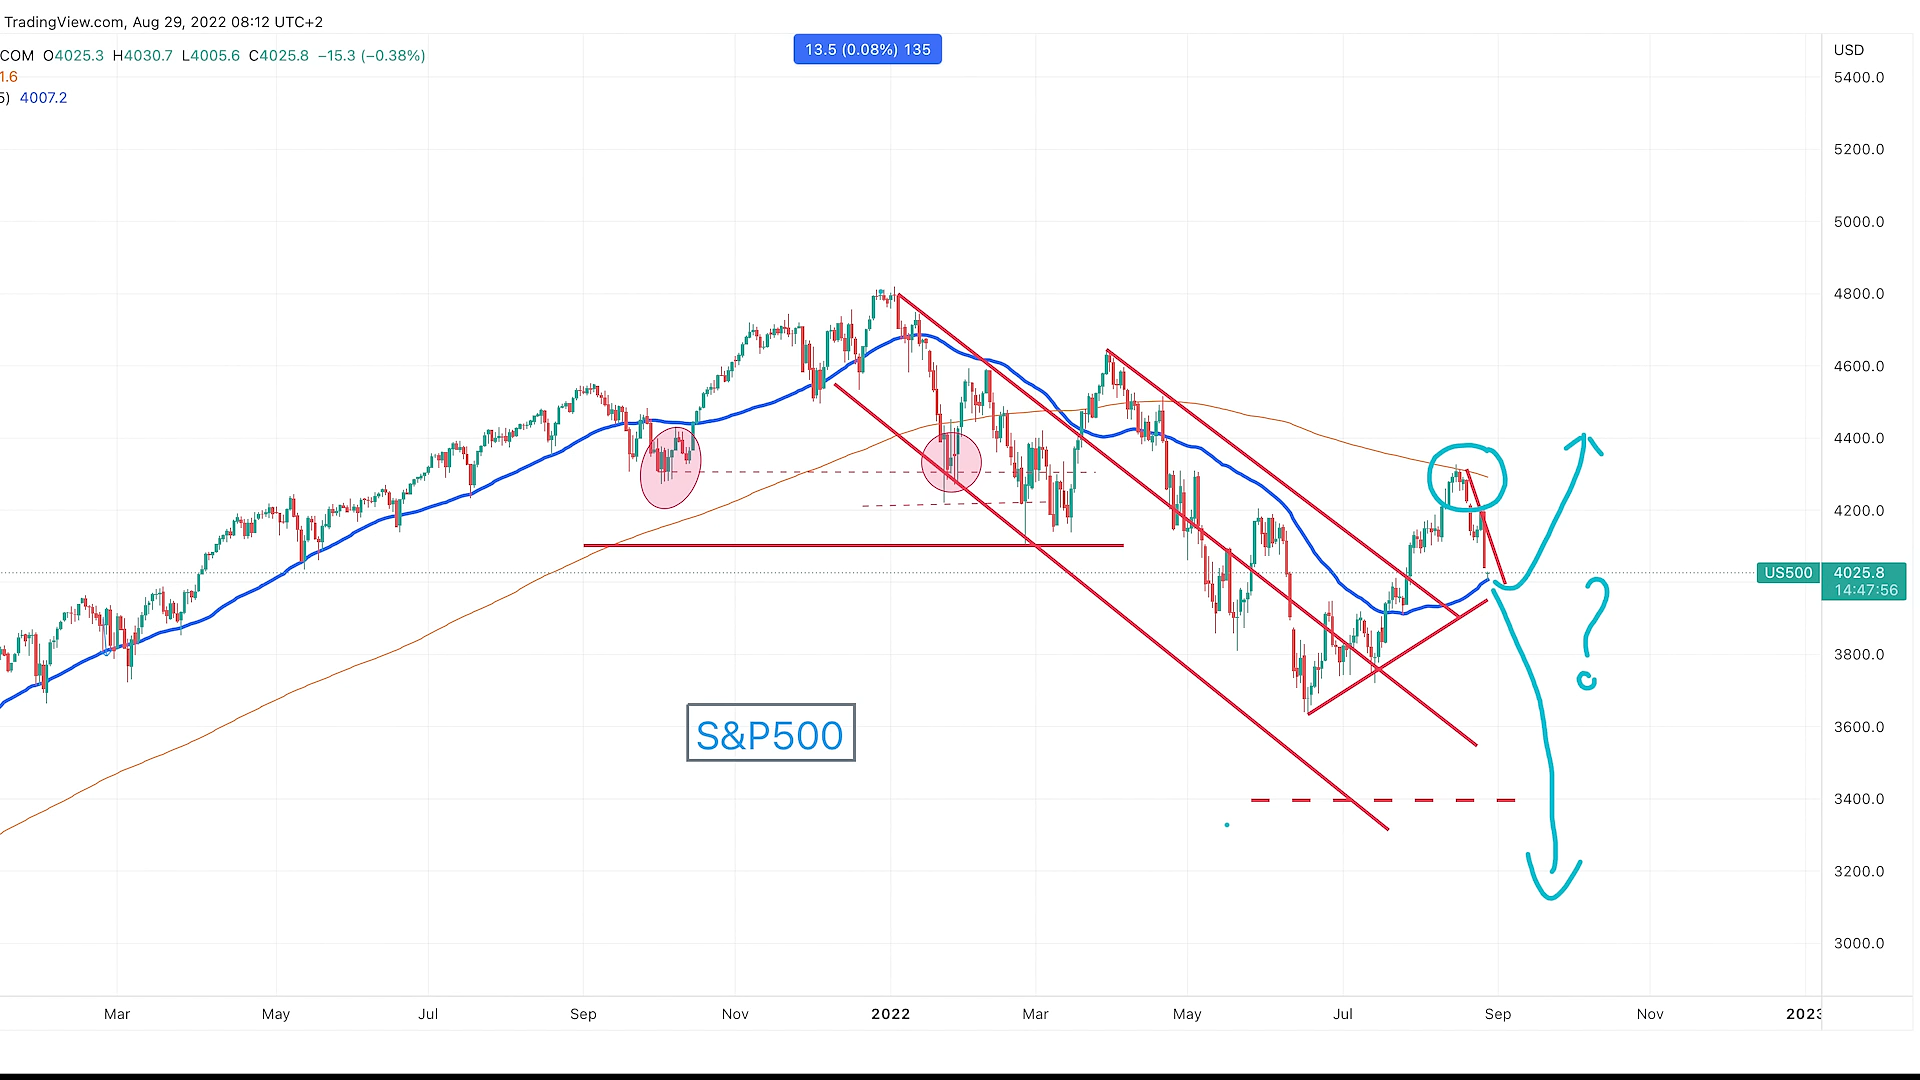 TradingView.com, Aug 29, 2022 08:12 UTC+2
COM O4025.3 H4030.7 L4005.6 C4025.8 −15.3 (−0.38%)
1.6
5) 4007.2
13.5 (0.08%) 135
USD
5400.0
5200.0
5000.0
4800.0
4600.0
4400.0
4200.0
US500 4025.8
14:47:56
?
3800.0
S&P500
3600.0
3400.0
3200.0
3000.0
Mar May Jul Sep Nov 2022 Mar May Jul Sep Nov 2023